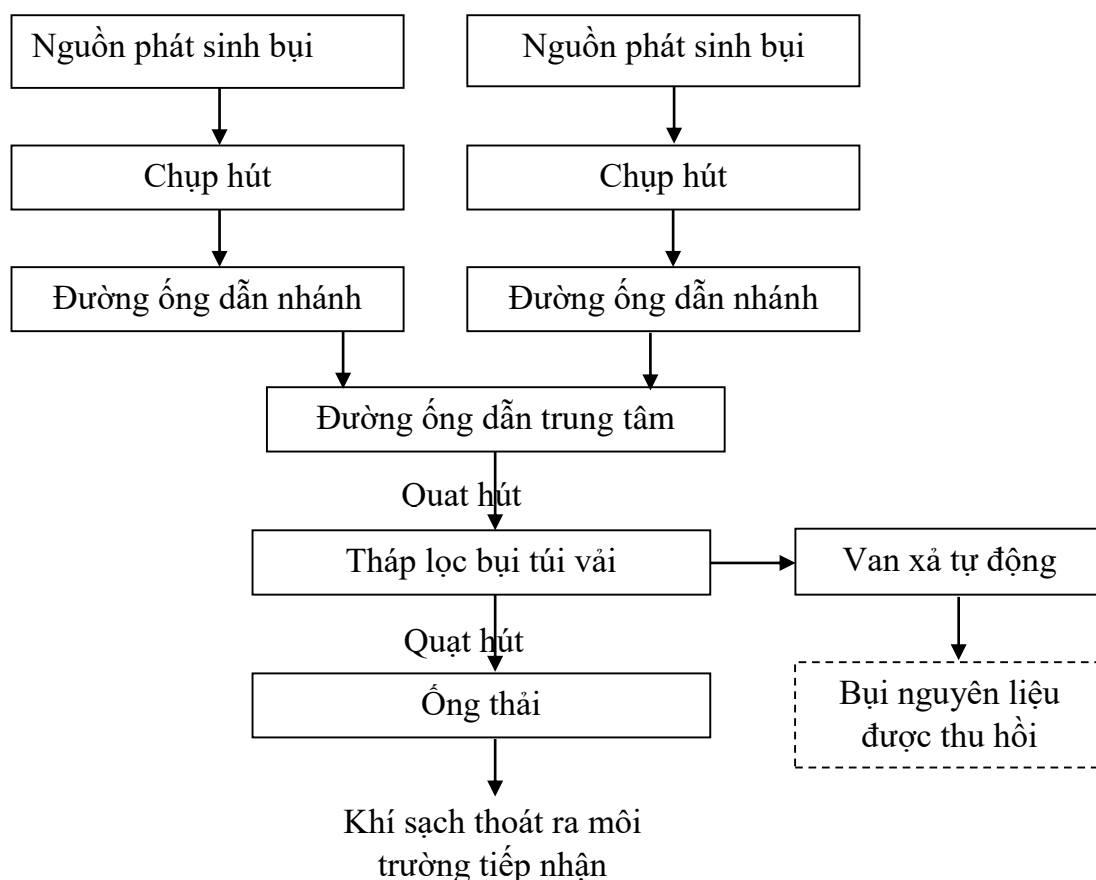 Nguồn phát sinh bụi
Nguồn phát sinh bụi
Chụp hút
Chụp hút
Đường ống dẫn nhánh
Đường ống dẫn nhánh
Đường ống dẫn trung tâm
Ouat hút
Tháp lọc bụi túi vải
Van xả tự động
Quạt hút
Ống thải
Bụi nguyên liệu
được thu hồi
Khí sạch thoát ra môi
trường tiếp nhận